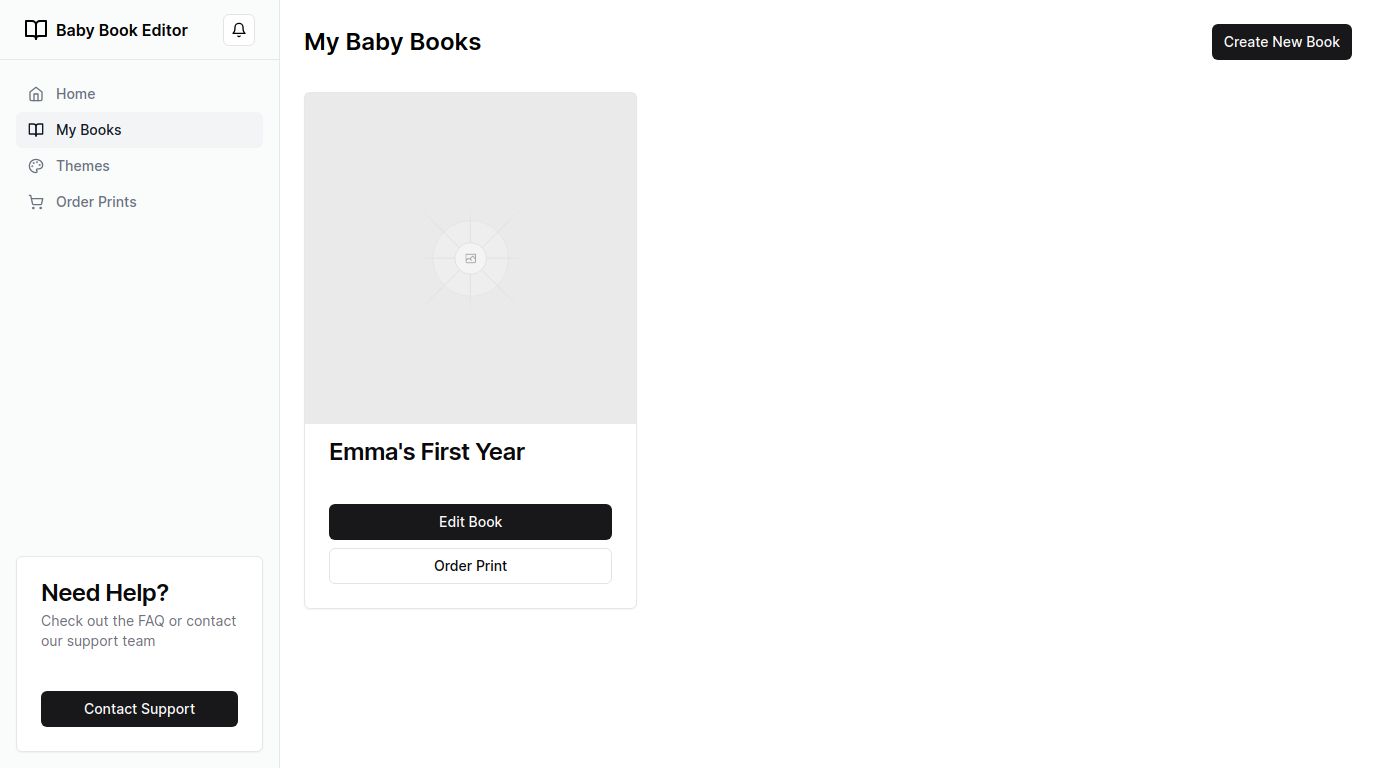 Baby Book Editor
Home
My Books
Themes
Order Prints
Need Help?
Check out the FAQ or contact
our support team
Contact Support
My Baby Books
Create New Book
Emma's First Year
Edit Book
Order Print